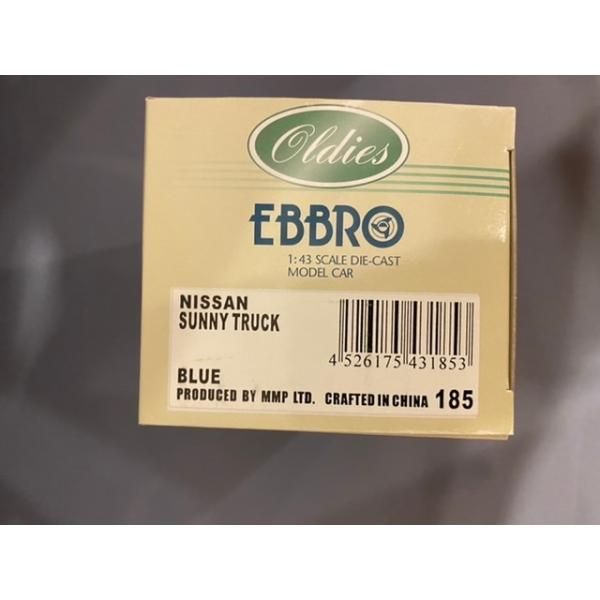 Oldies
EBBRO
1:43 SCALE DIE-CAST
MODEL CAR
NISSAN
SUNNY TRUCK
4 526175 431853
BLUE
PRODUCED BY MMP LTD. CRAFTED IN CHINA 185